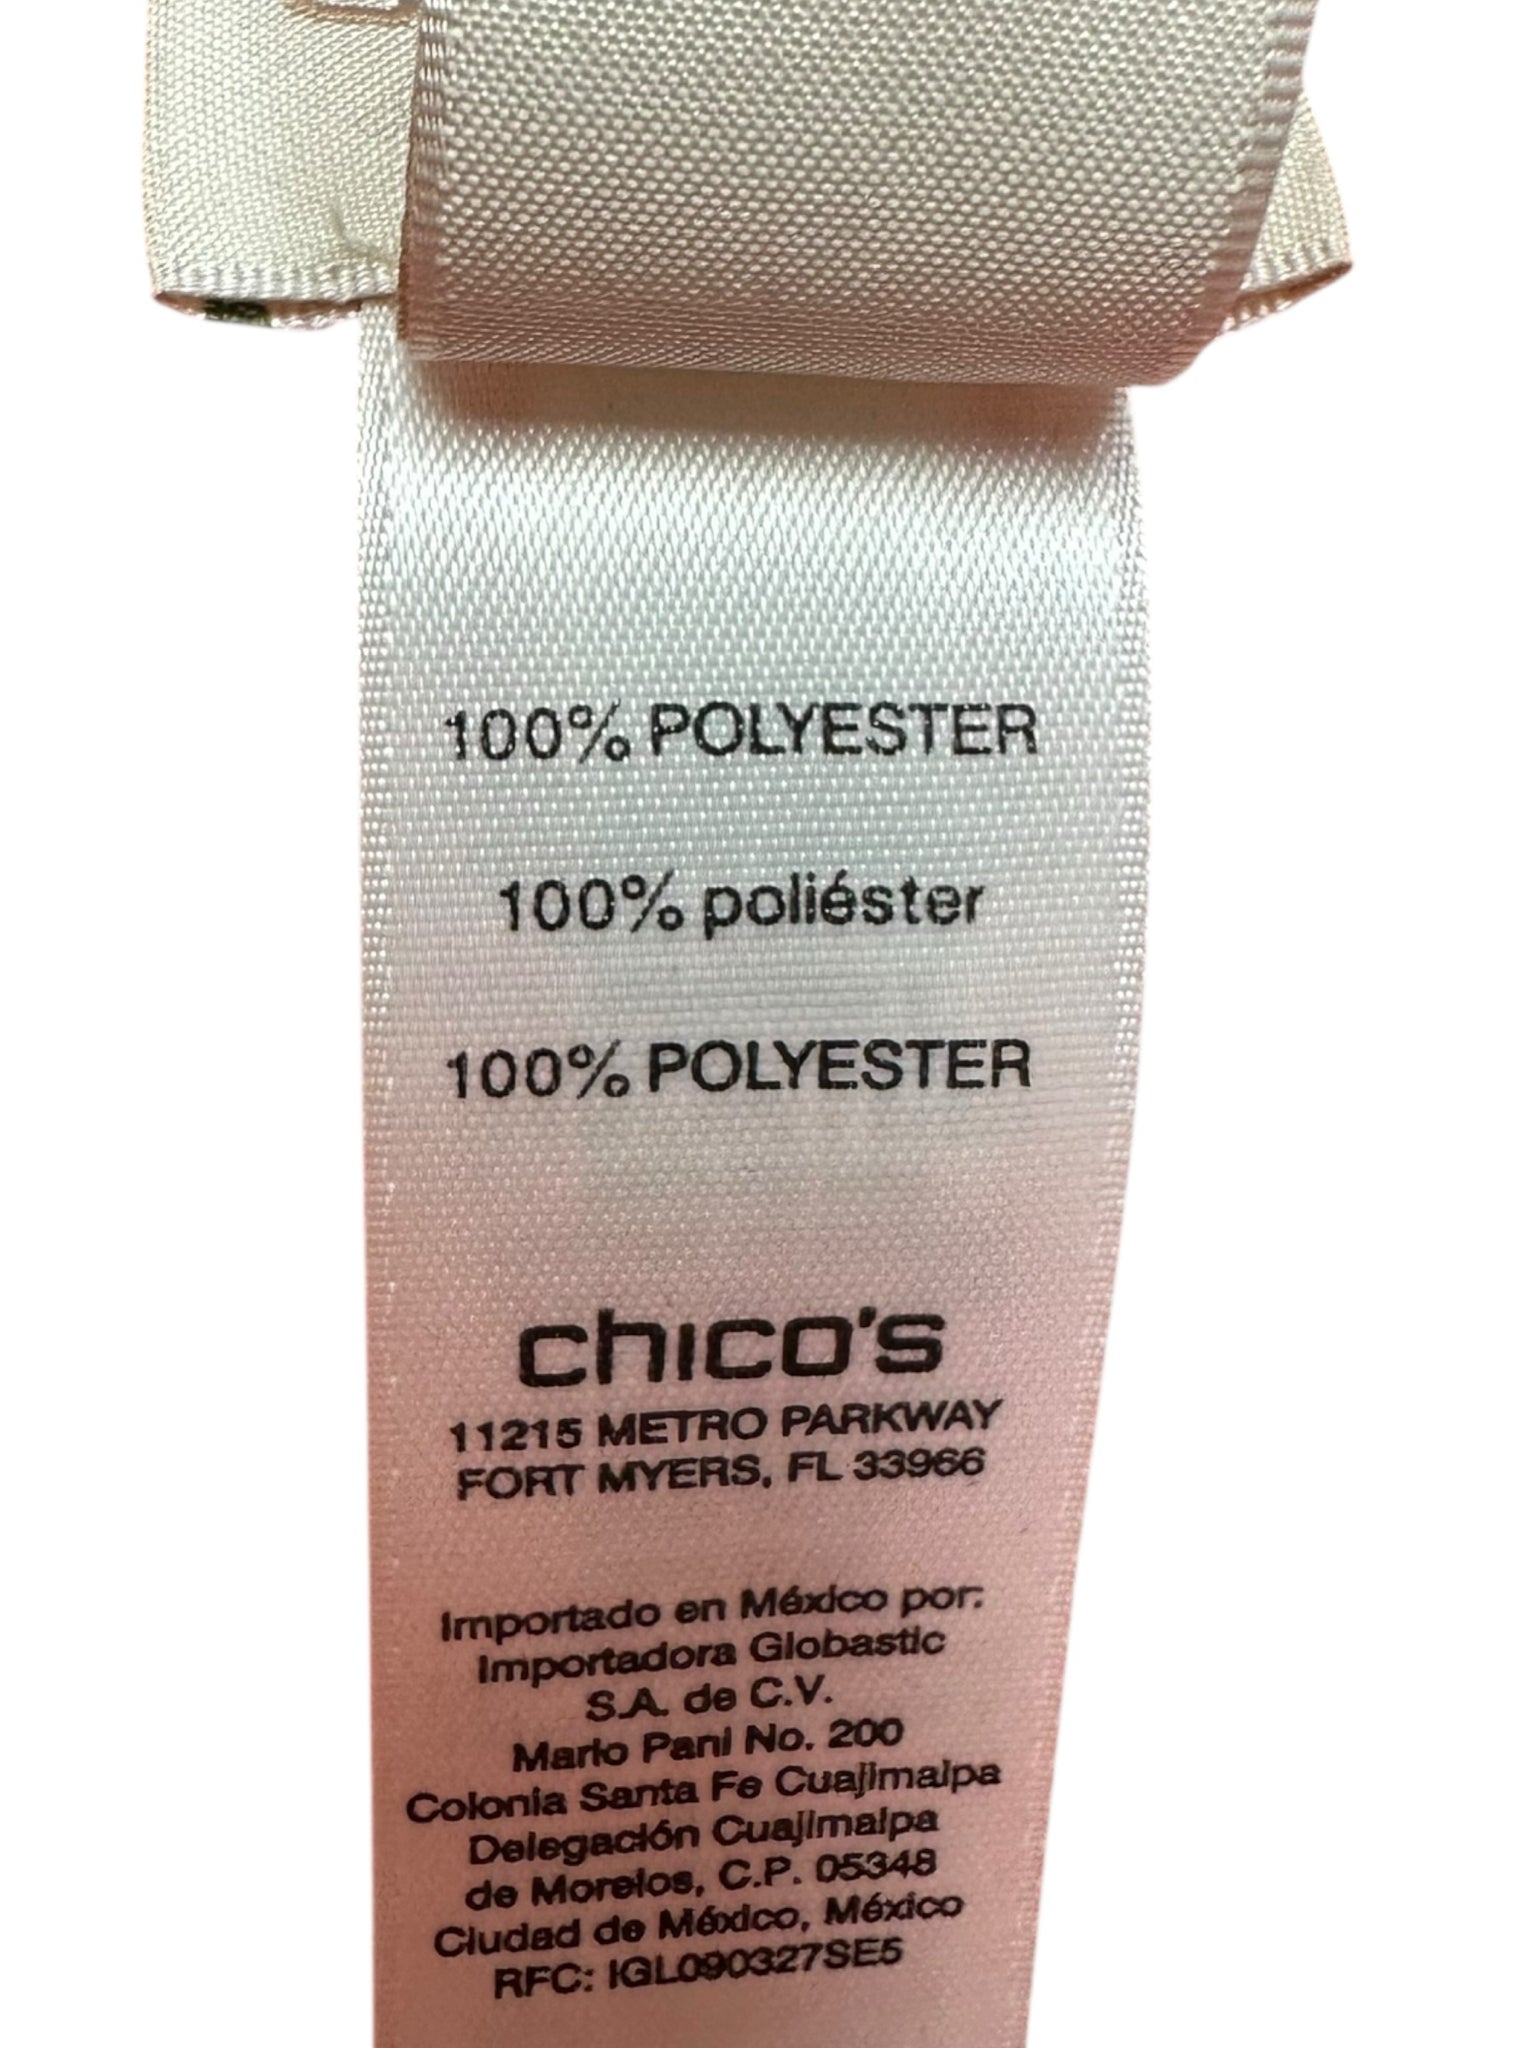 100% POLYESTER
100% poliéster
100% POLYESTER
chico's
11215 METRO PARKWAY
FORT MYERS, FL 33966
Importado en México por:
Importadora Globastic
S.A. de C.V.
Mario Pani No. 200
Colonia Santa Fe Cuajimalpa
Delegación Cuajimalpa
de Morelos, C.P. 05348
Ciudad de México, México
RFC: IGL090327SE5